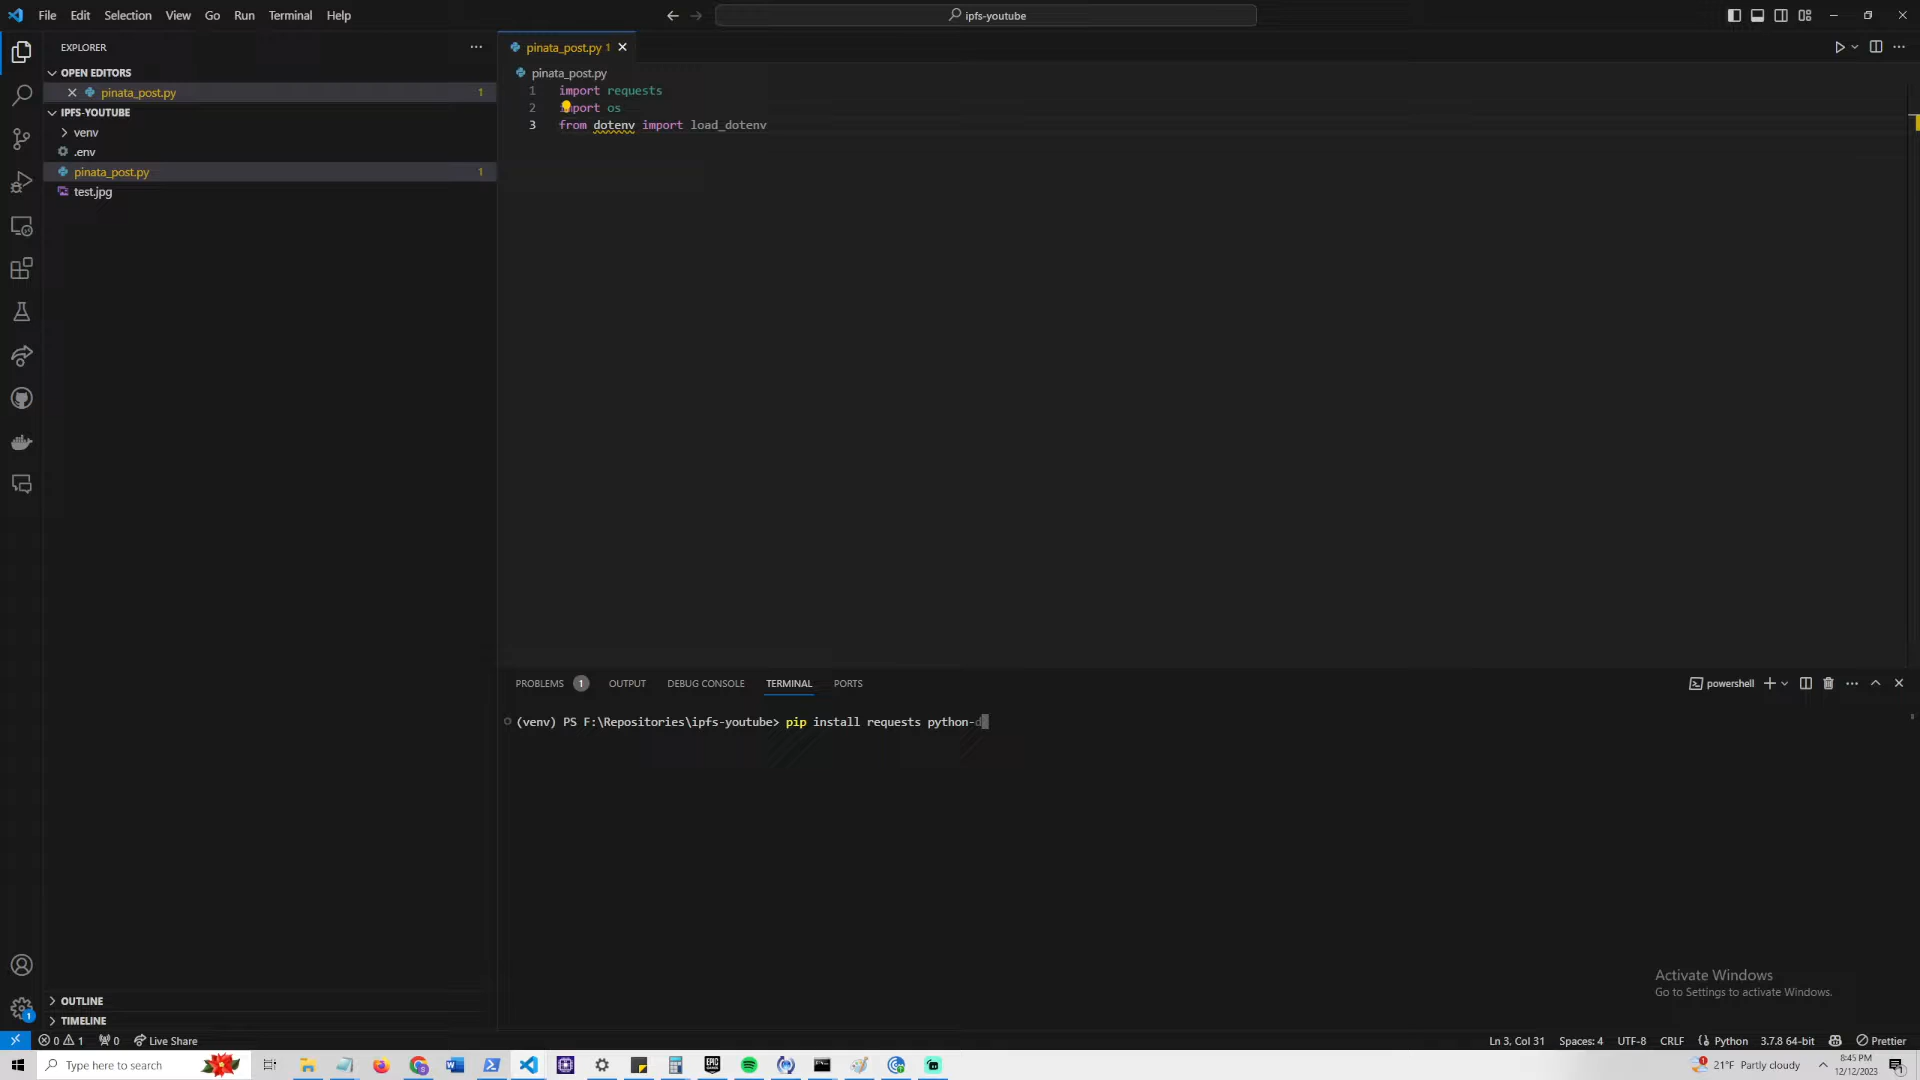 File Edit Selection View Go Run Terminal Help
ipfs-youtube
EXPLORER
OPEN EDITORS
pinata_post.py 1
IPFS-YOUTUBE
venv
.env
pinata_post.py 1
test.jpg
OUTLINE
TIMELINE
pinata_post.py 1
pinata_post.py
1 import requests
2 import os
3 from dotenv import load_dotenv
PROBLEMS 1 OUTPUT DEBUG CONSOLE TERMINAL PORTS
powershell
(venv) PS F:\Repositories\ipfs-youtube> pip install requests python-d
Activate Windows
Go to Settings to activate Windows.
1
0 1 0 Live Share
Ln 3, Col 31 Spaces: 4 UTF-8 CRLF Python 3.7.8 64-bit Prettier
Type here to search
21°F Partly cloudy
8:45 PM
12/12/2023